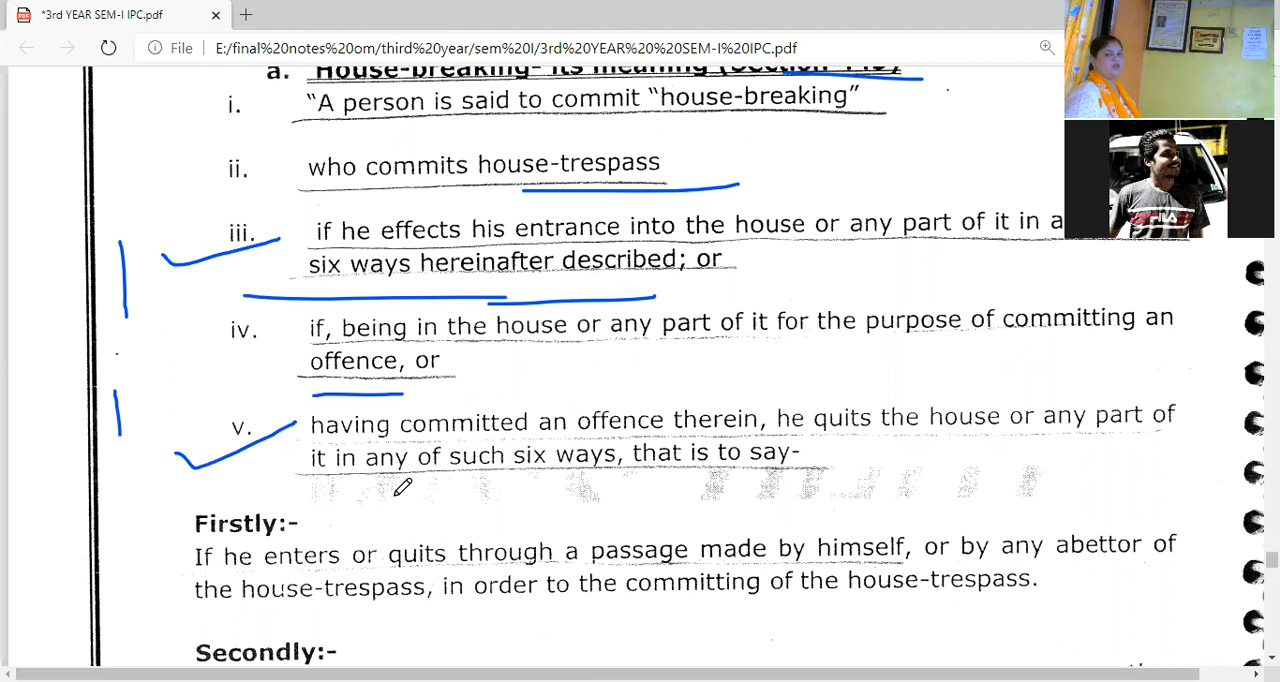 *3rd YEAR SEM-I IPC.pdf
File E:/final%20notes%20om/third%20year/sem%20I/3rd%20YEAR%20%20SEM-I%20IPC.pdf
a. House-breaking- its meaning (Section
i. “A person is said to commit “house-breaking”
ii. who commits house-trespass
iii. if he effects his entrance into the house or any part of it in a
six ways hereinafter described; or
iv. if, being in the house or any part of it for the purpose of committing an
offence, or
v. having committed an offence therein, he quits the house or any part of
it in any of such six ways, that is to say-
Firstly:-
If he enters or quits through a passage made by himself, or by any abettor of
the house-trespass, in order to the committing of the house-trespass.
Secondly:-
FILA